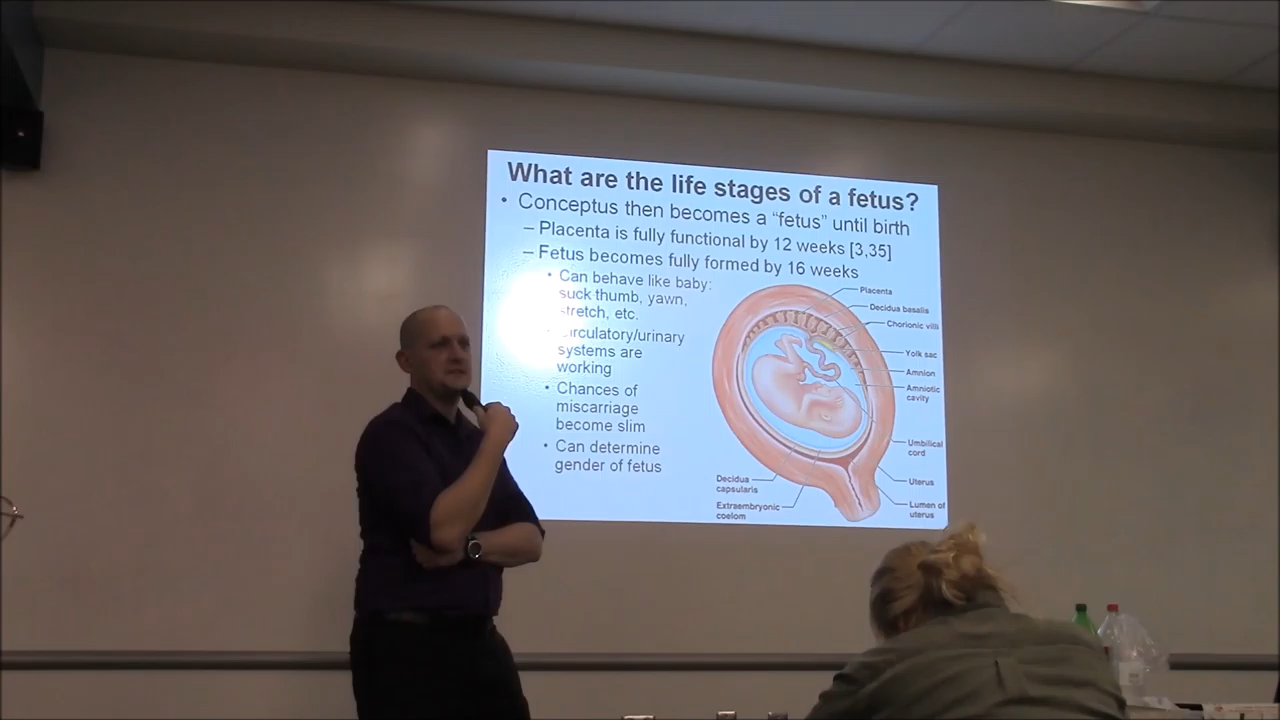 What are the life stages of a fetus?
• Conceptus then becomes a “fetus” until birth
– Placenta is fully functional by 12 weeks [3,35]
– Fetus becomes fully formed by 16 weeks
• Can behave like baby:
suck thumb, yawn,
stretch, etc.
circulatory/urinary
systems are
working
• Chances of
miscarriage
become slim
• Can determine
gender of fetus
Placenta
Decidua basalis
Chorionic villi
Yolk sac
Amnion
Amniotic
cavity
Umbilical
cord
Uterus
Lumen of
uterus
Decidua
capsularis
Extraembryonic
coelom